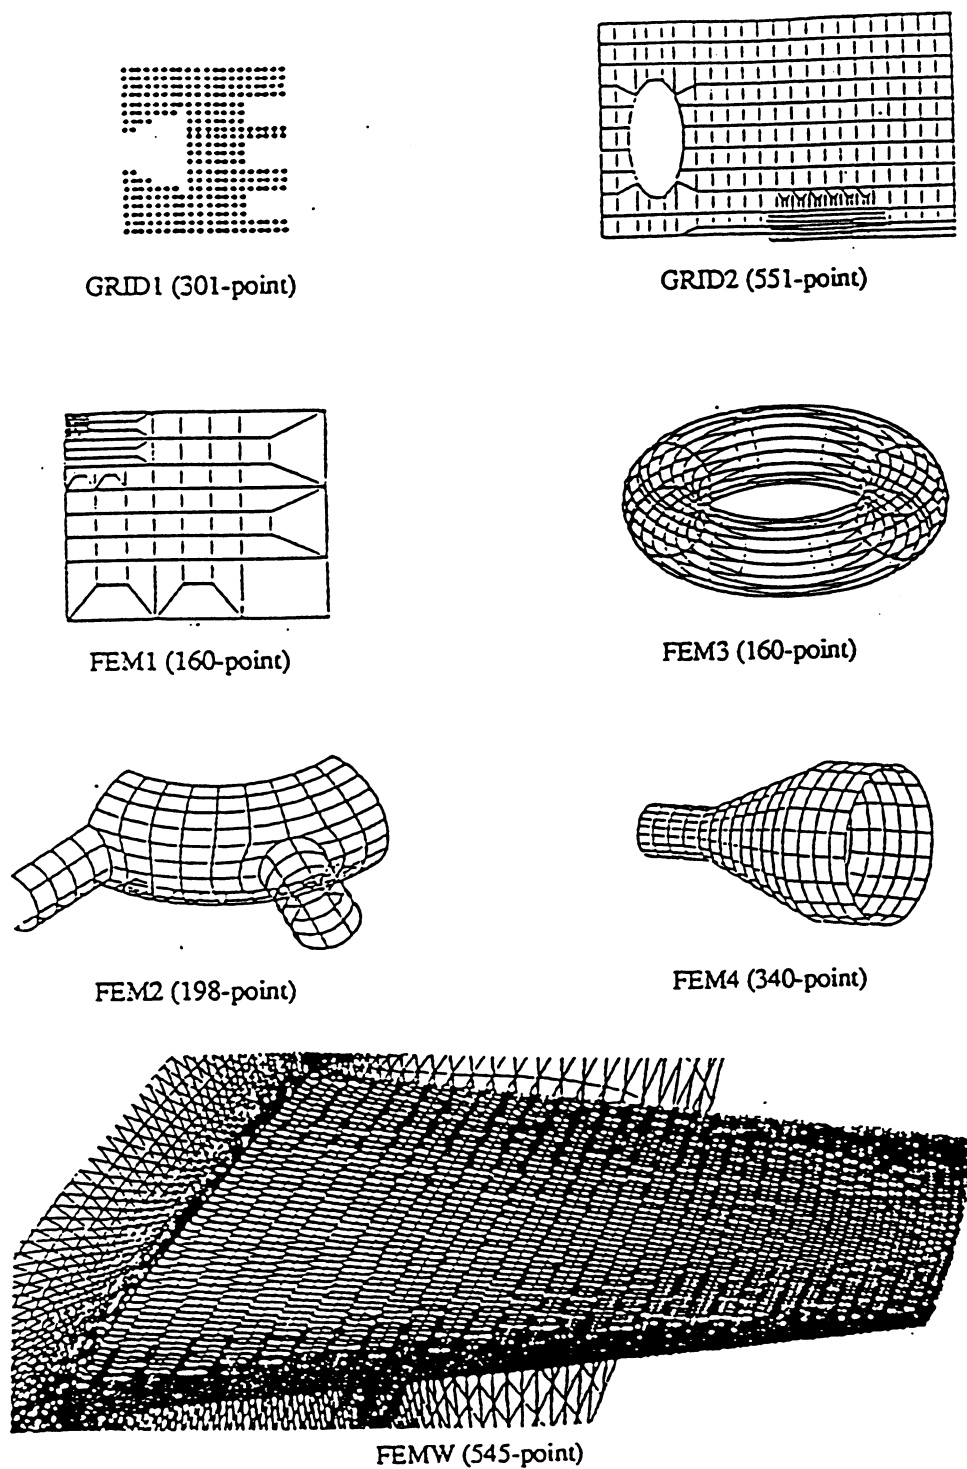 GRID1 (301-point)
GRID2 (551-point)
FEM1 (160-point)
FEM3 (160-point)
FEM2 (198-point)
FEM4 (340-point)
FEMW (545-point)